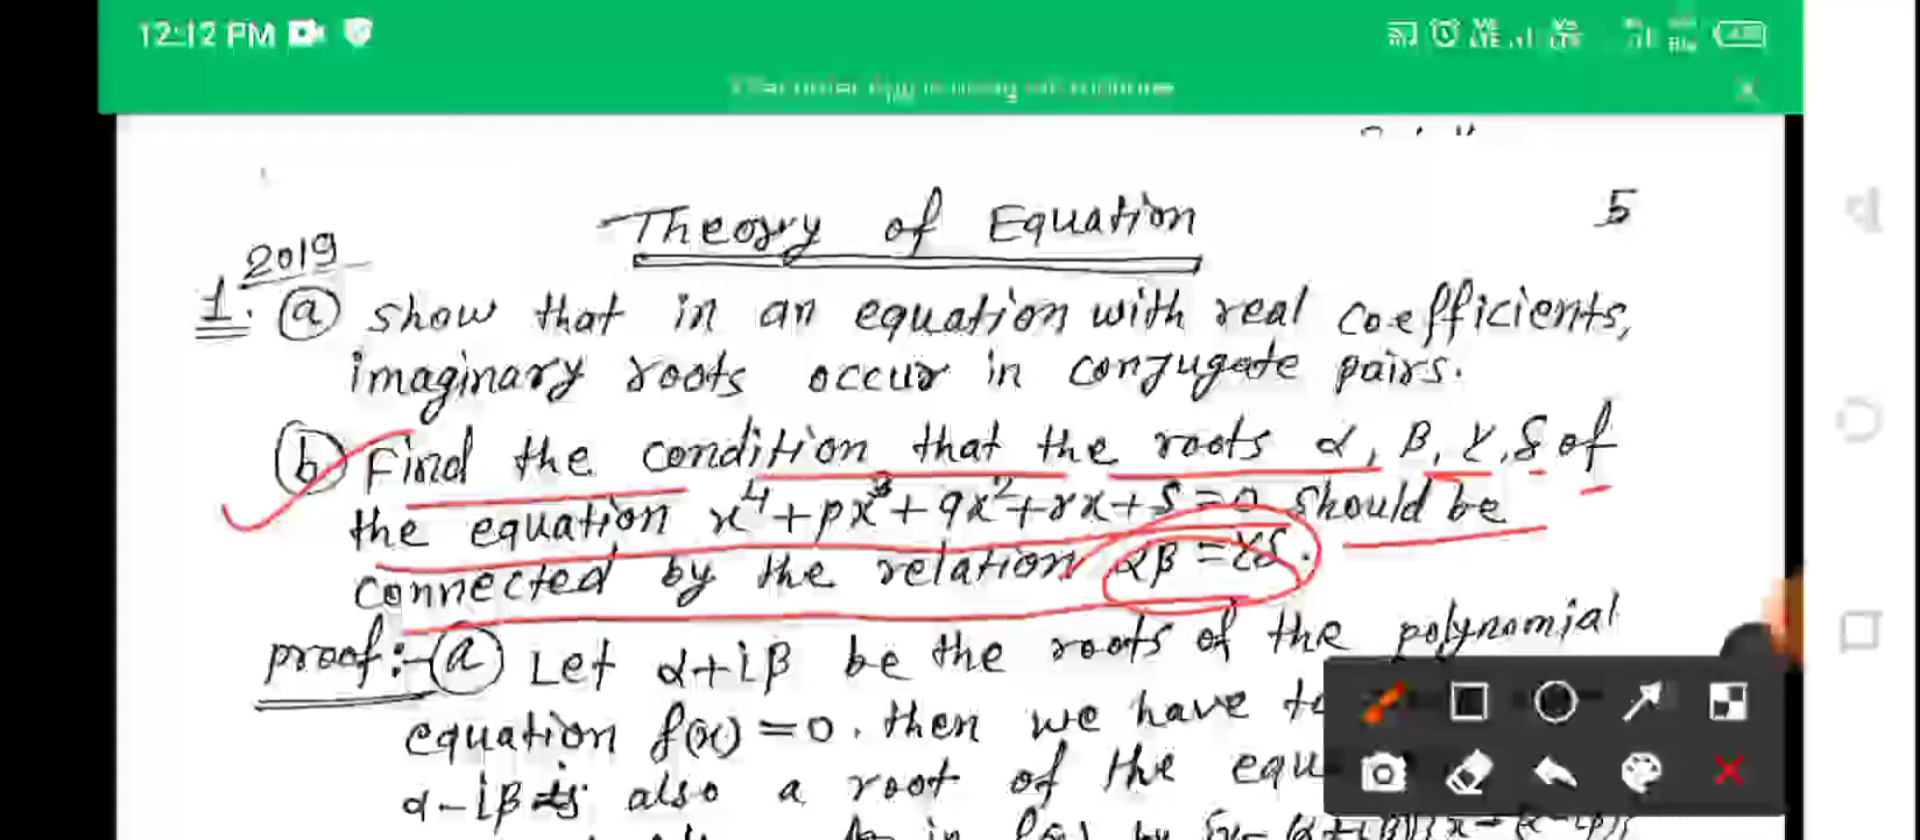 12:12 PM
Theory of Equation
5
2019
1. (a) show that in an equation with real coefficients,
imaginary roots occur in conjugate pairs.
(b) Find the condition that the roots α, β, γ, δ of
the equation x⁴+px³+qx²+rx+s=0 should be
connected by the relation αβ=γδ.
proof:-(a) Let α+iβ be the roots of the polynomial
equation f(x)=0. then we have
α-iβ is also a root of the